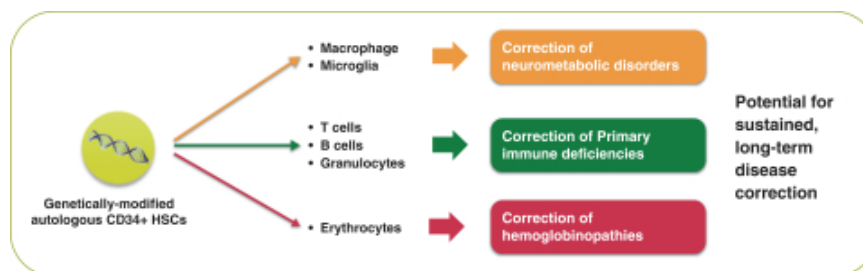 • Macrophage
• Microglia
Correction of
neurometabolic disorders
• T cells
• B cells
• Granulocytes
Correction of Primary
immune deficiencies
Potential for
sustained,
long-term
disease
correction
Genetically-modified
autologous CD34+ HSCs
• Erythrocytes
Correction of
hemoglobinopathies